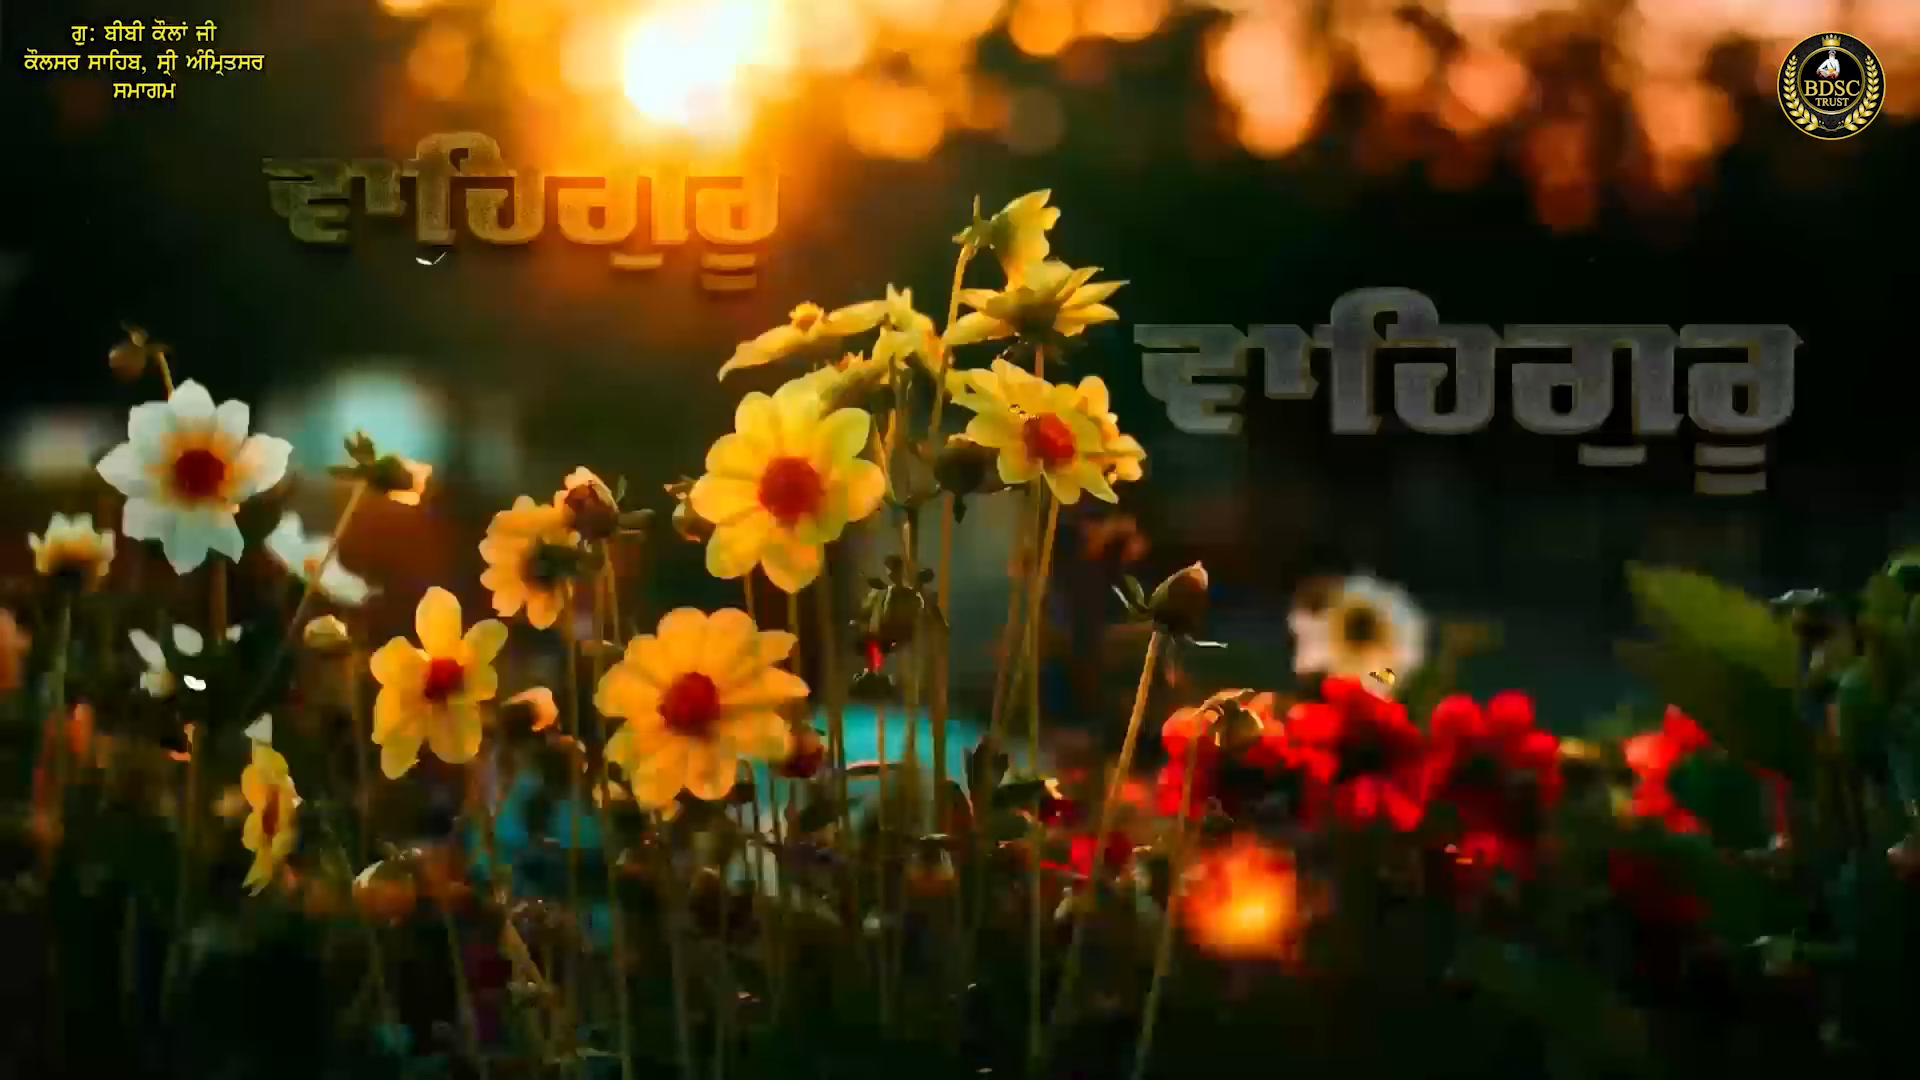 ਗੁ: ਬੀਬੀ ਕੌਲਾਂ ਜੀ
ਕੌਲਸਰ ਸਾਹਿਬ, ਸ੍ਰੀ ਅੰਮ੍ਰਿਤਸਰ
ਸਮਾਗਮ
BDSC
TRUST
ਵਾਹਿਗੁਰੂ
ਵਾਹਿਗੁਰੂ